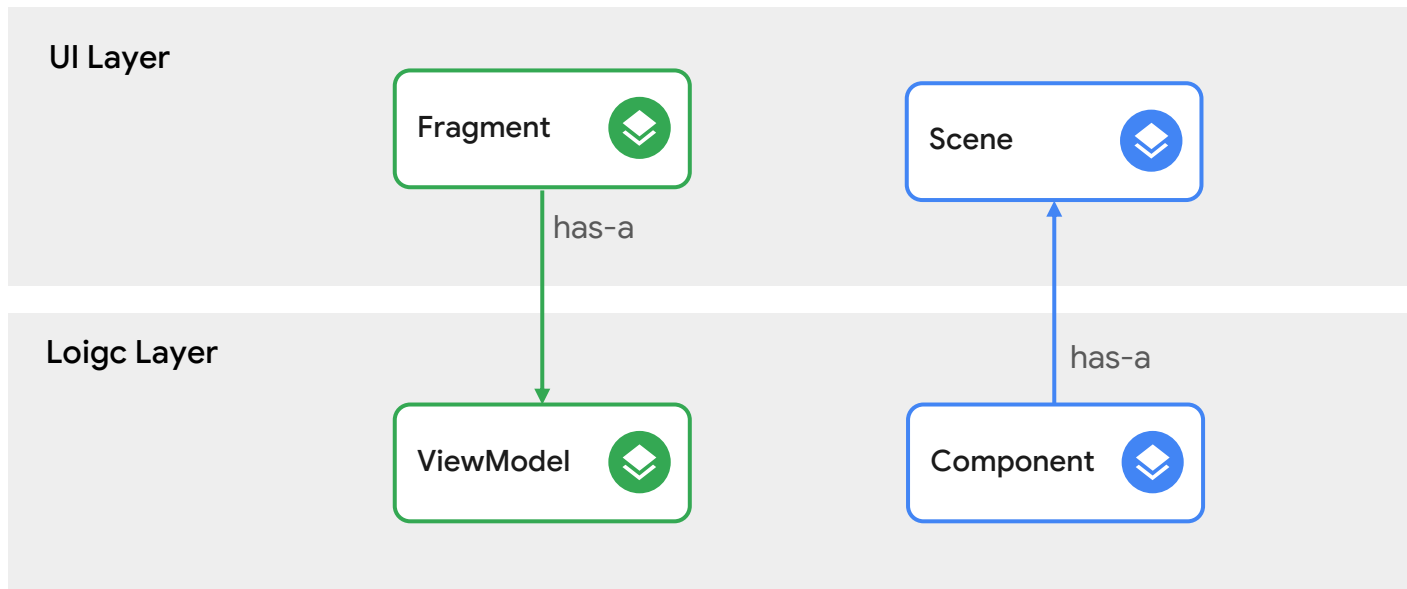 UI Layer
Fragment
Scene
has-a
Loigc Layer
has-a
ViewModel
Component